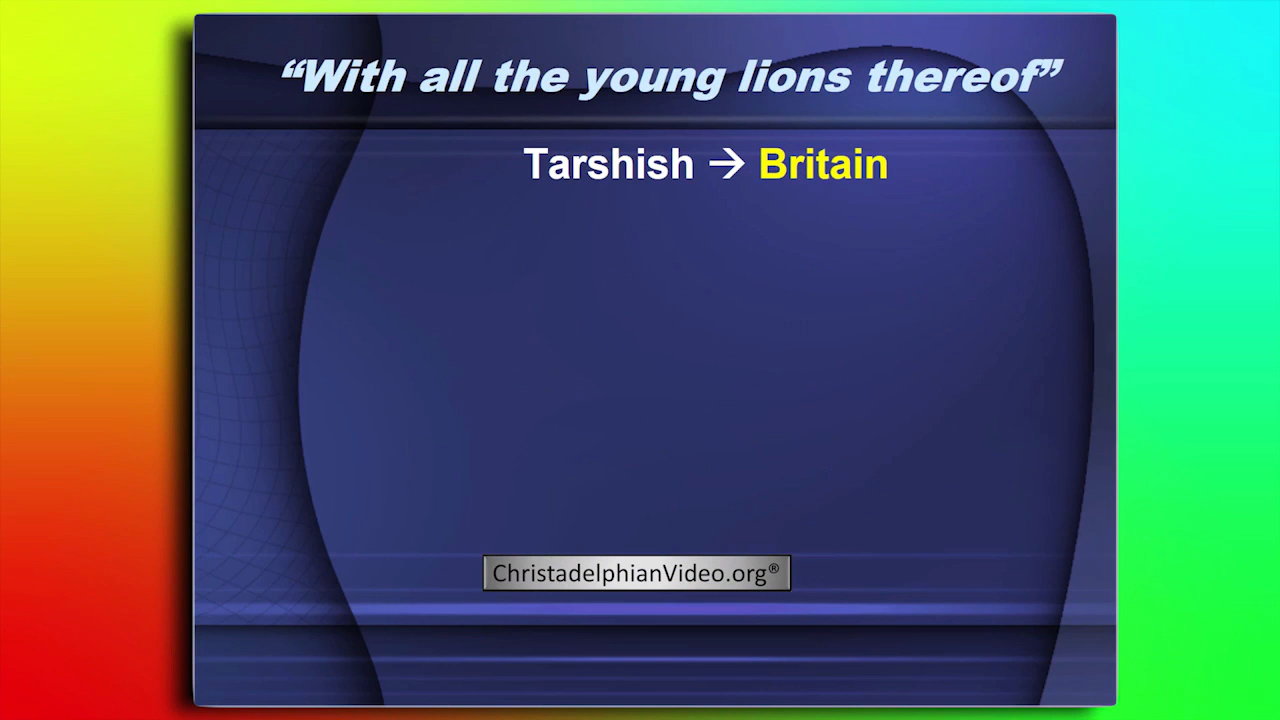 “With all the young lions thereof”
Tarshish → Britain
ChristadelphianVideo.org®